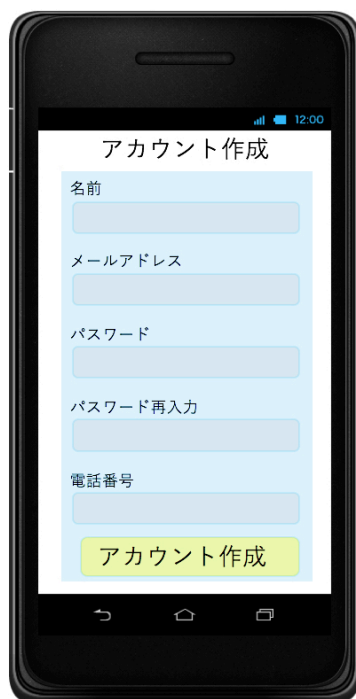 12:00
アカウント作成
名前
メールアドレス
パスワード
パスワード再入力
電話番号
アカウント作成